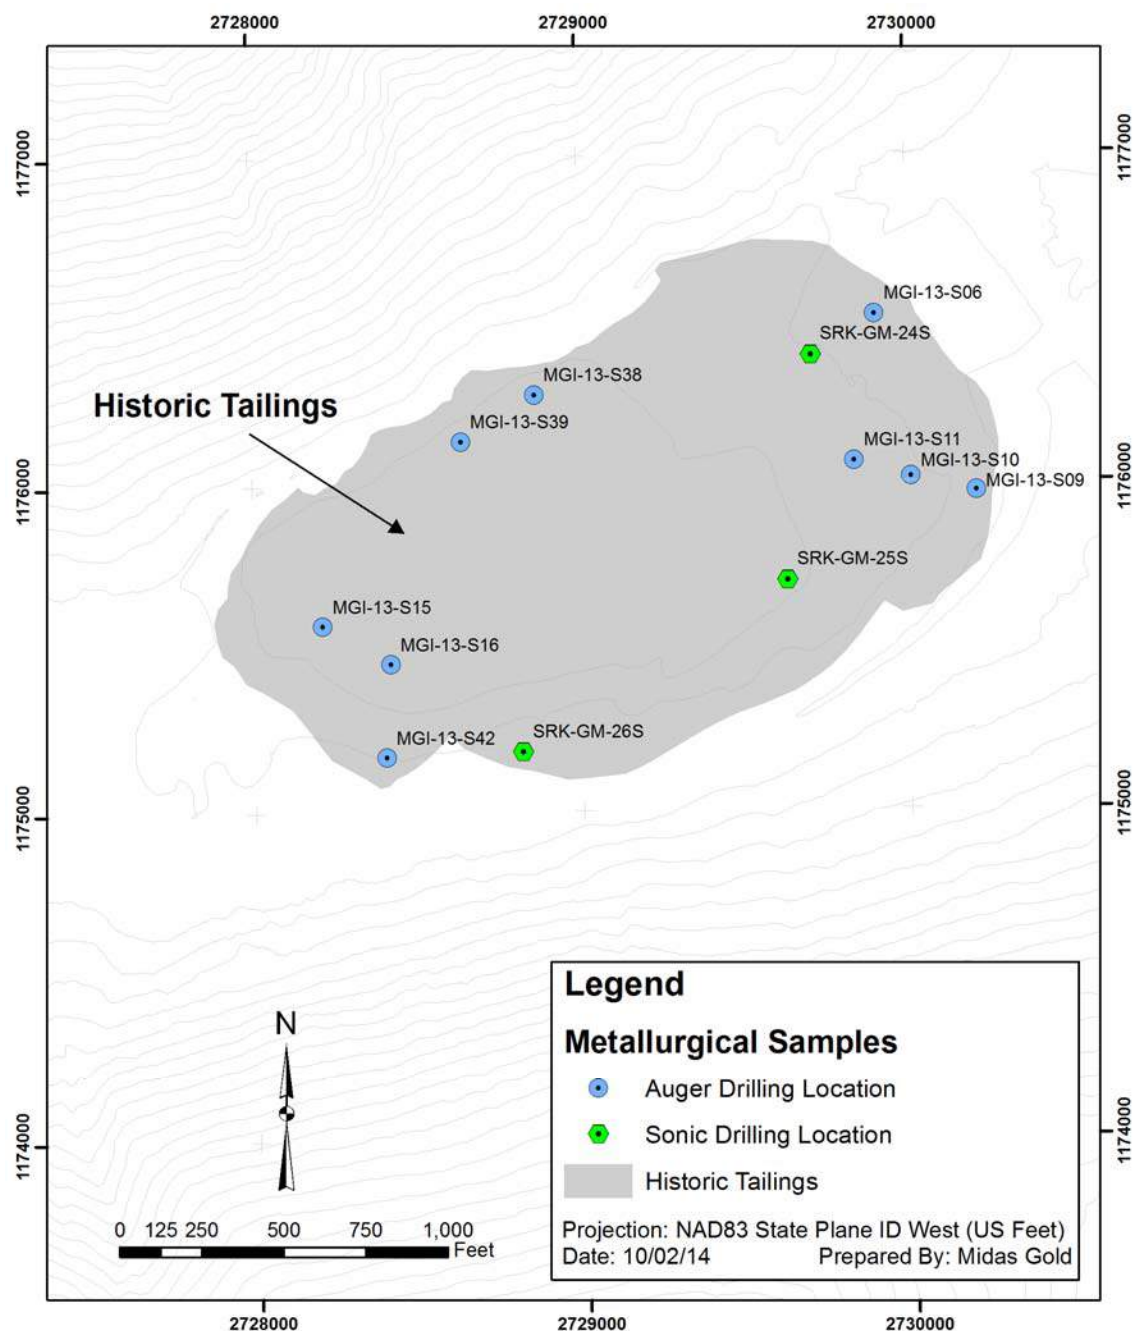 2728000 2729000 2730000
1177000
1177000
MGI-13-S06
SRK-GM-24S
MGI-13-S38
Historic Tailings
MGI-13-S39
MGI-13-S11
MGI-13-S10
MGI-13-S09
1176000
1176000
SRK-GM-25S
MGI-13-S15
MGI-13-S16
SRK-GM-26S
MGI-13-S42
1175000
1175000
Legend
N
Metallurgical Samples
Auger Drilling Location
Sonic Drilling Location
1174000
1174000
Historic Tailings
0 125 250 500 750 1,000
Feet
Projection: NAD83 State Plane ID West (US Feet)
Date: 10/02/14 Prepared By: Midas Gold
2728000 2729000 2730000